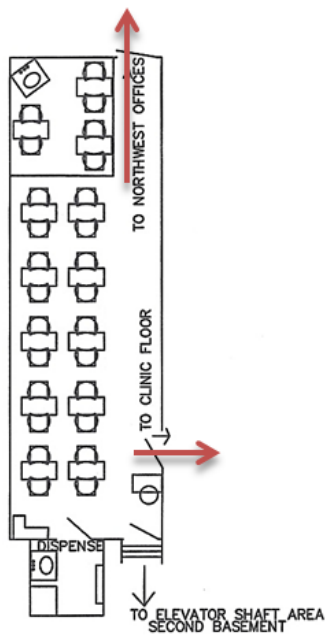 TO NORTHWEST OFFICES
TO CLINIC FLOOR
DISPENSE
TO ELEVATOR SHAFT AREA
SECOND BASEMENT